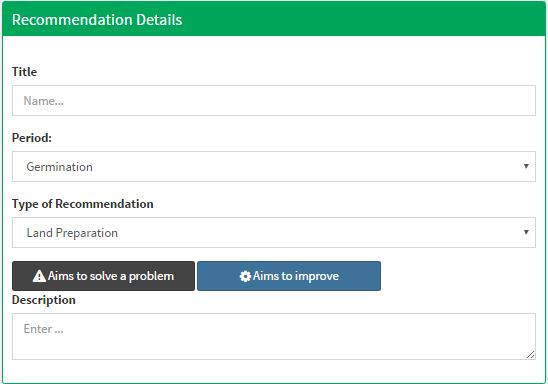 Recommendation Details
Title
Name...
Period:
Germination
Type of Recommendation
Land Preparation
Aims to solve a problem Aims to improve
Description
Enter ...